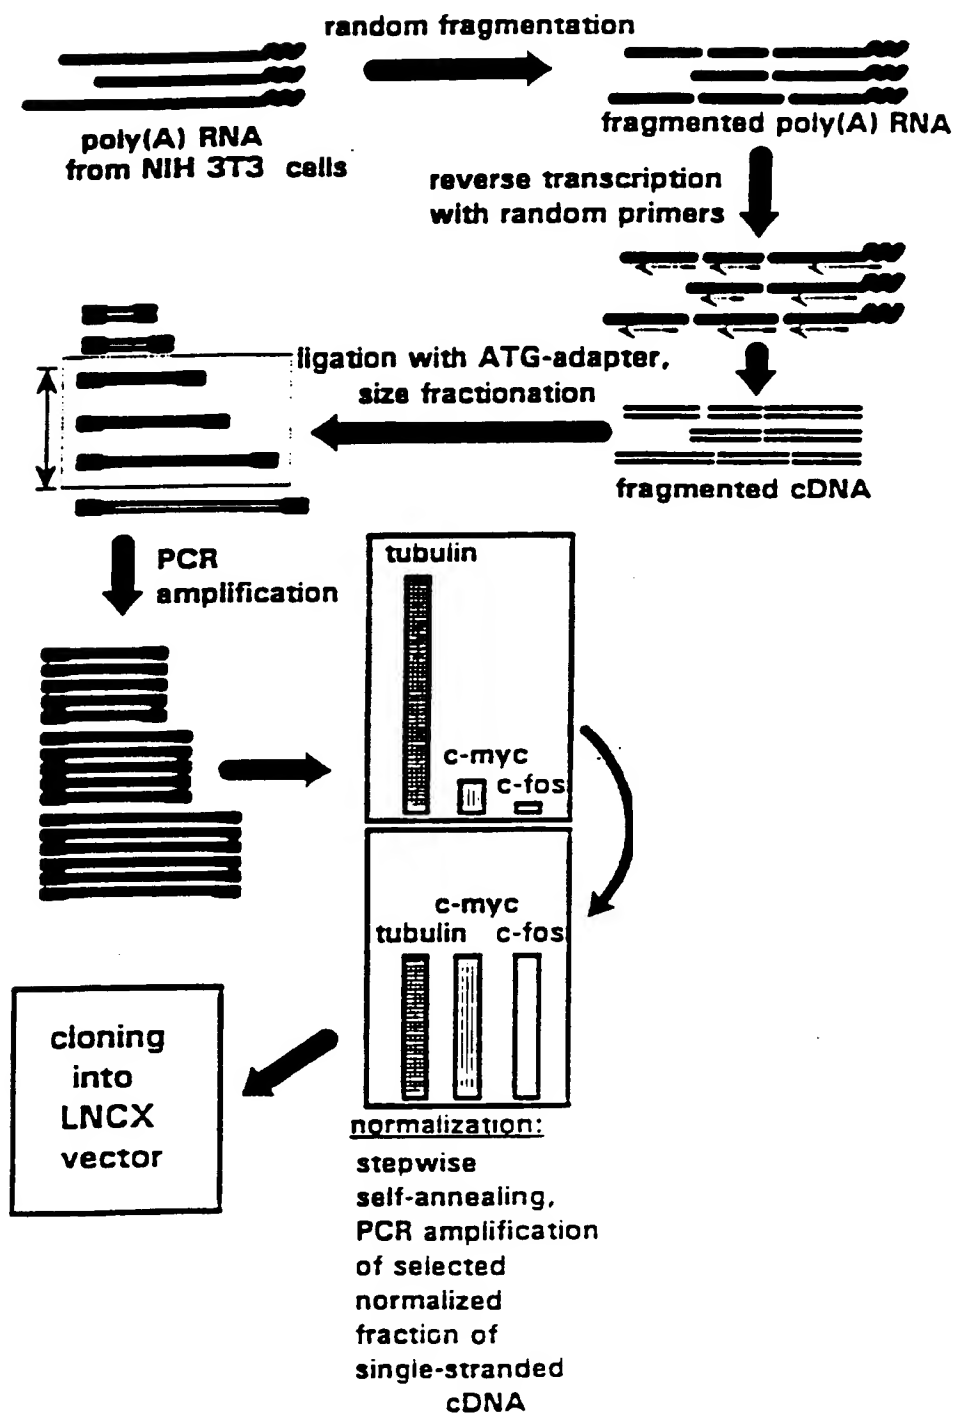 random fragmentation
poly(A) RNA
from NIH 3T3 cells
fragmented poly(A) RNA
reverse transcription
with random primers
ligation with ATG-adapter,
size fractionation
fragmented cDNA
PCR
amplification
tubulin
c-myc
c-fos
c-myc
tubulin c-fos
cloning
into
LNCX
vector
normalization:
stepwise
self-annealing,
PCR amplification
of selected
normalized
fraction of
single-stranded
cDNA